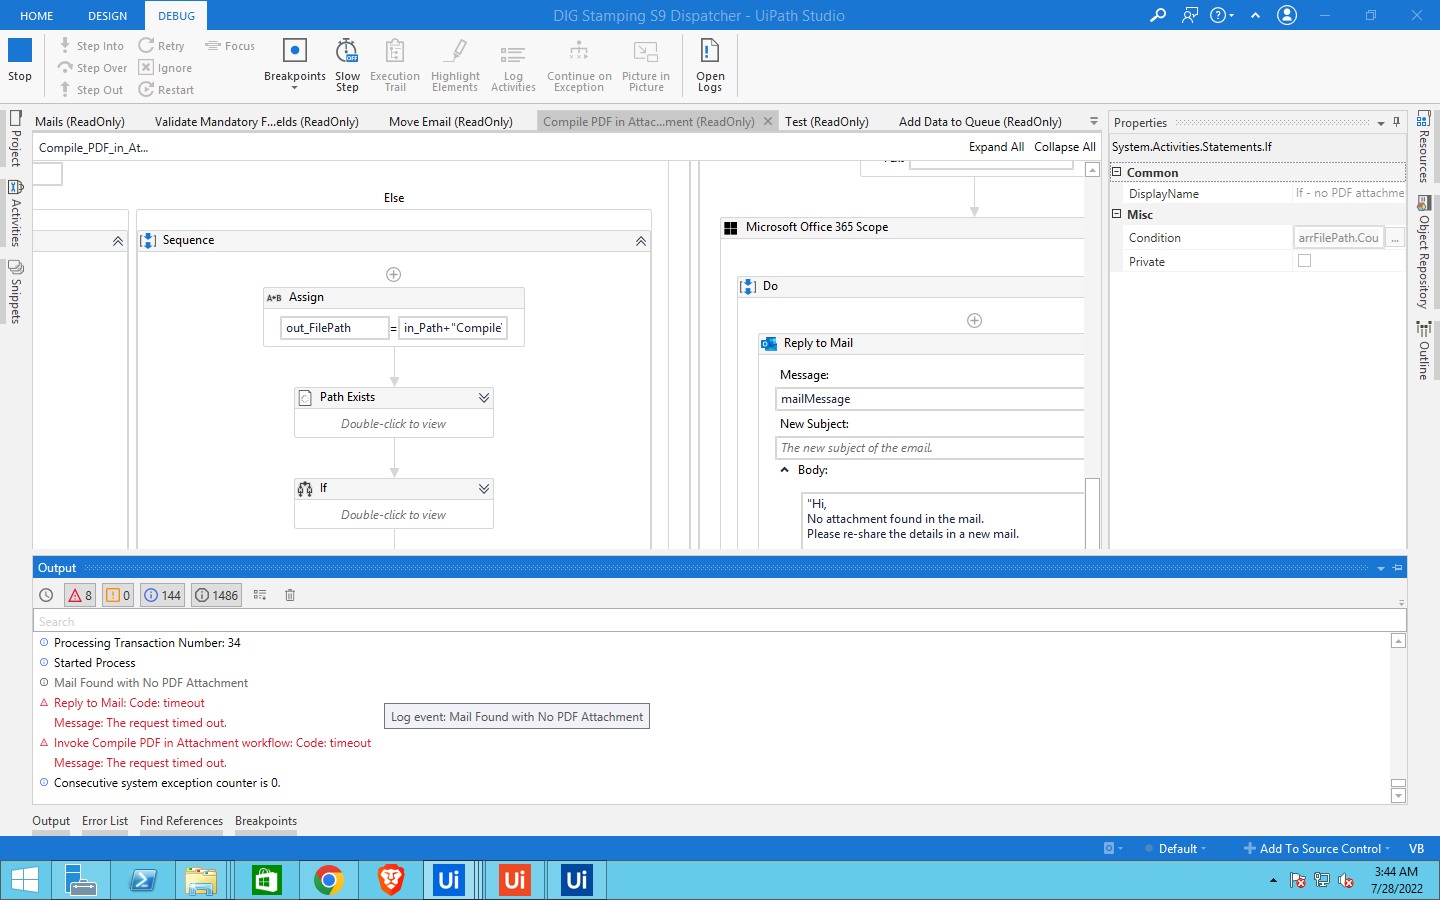 HOME DESIGN DEBUG DIG Stamping S9 Dispatcher - UiPath Studio
Stop
Step Into
Step Over
Step Out
Retry
Ignore
Restart
Focus
Breakpoints
Slow Step
Execution Trail
Highlight Elements
Log Activities
Continue on Exception
Picture in Picture
Open Logs
Mails (ReadOnly) Validate Mandatory F...elds (ReadOnly) Move Email (ReadOnly) Compile PDF in Attac...ment (ReadOnly) Test (ReadOnly) Add Data to Queue (ReadOnly)
Compile_PDF_in_At... Expand All Collapse All
Project
Activities
Snippets
Else
Sequence
A+B Assign
out_FilePath = in_Path+"Compile
Path Exists
Double-click to view
If
Double-click to view
Microsoft Office 365 Scope
Do
Reply to Mail
Message:
mailMessage
New Subject:
The new subject of the email.
Body:
"Hi,
No attachment found in the mail.
Please re-share the details in a new mail.
Properties
System.Activities.Statements.If
Common
DisplayName If - no PDF attachme
Misc
Condition arrFilePath.Cou ...
Private
Resources
Object Repository
Outline
Output
8 0 144 1486
Search
Processing Transaction Number: 34
Started Process
Mail Found with No PDF Attachment
Reply to Mail: Code: timeout
Message: The request timed out.
Log event: Mail Found with No PDF Attachment
Invoke Compile PDF in Attachment workflow: Code: timeout
Message: The request timed out.
Consecutive system exception counter is 0.
Output Error List Find References Breakpoints
Default Add To Source Control VB
Ui Ui Ui
3:44 AM
7/28/2022